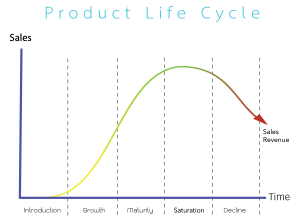 Product Life Cycle
Sales
Sales
Revenue
Time
Introduction Growth Maturity Saturation Decline